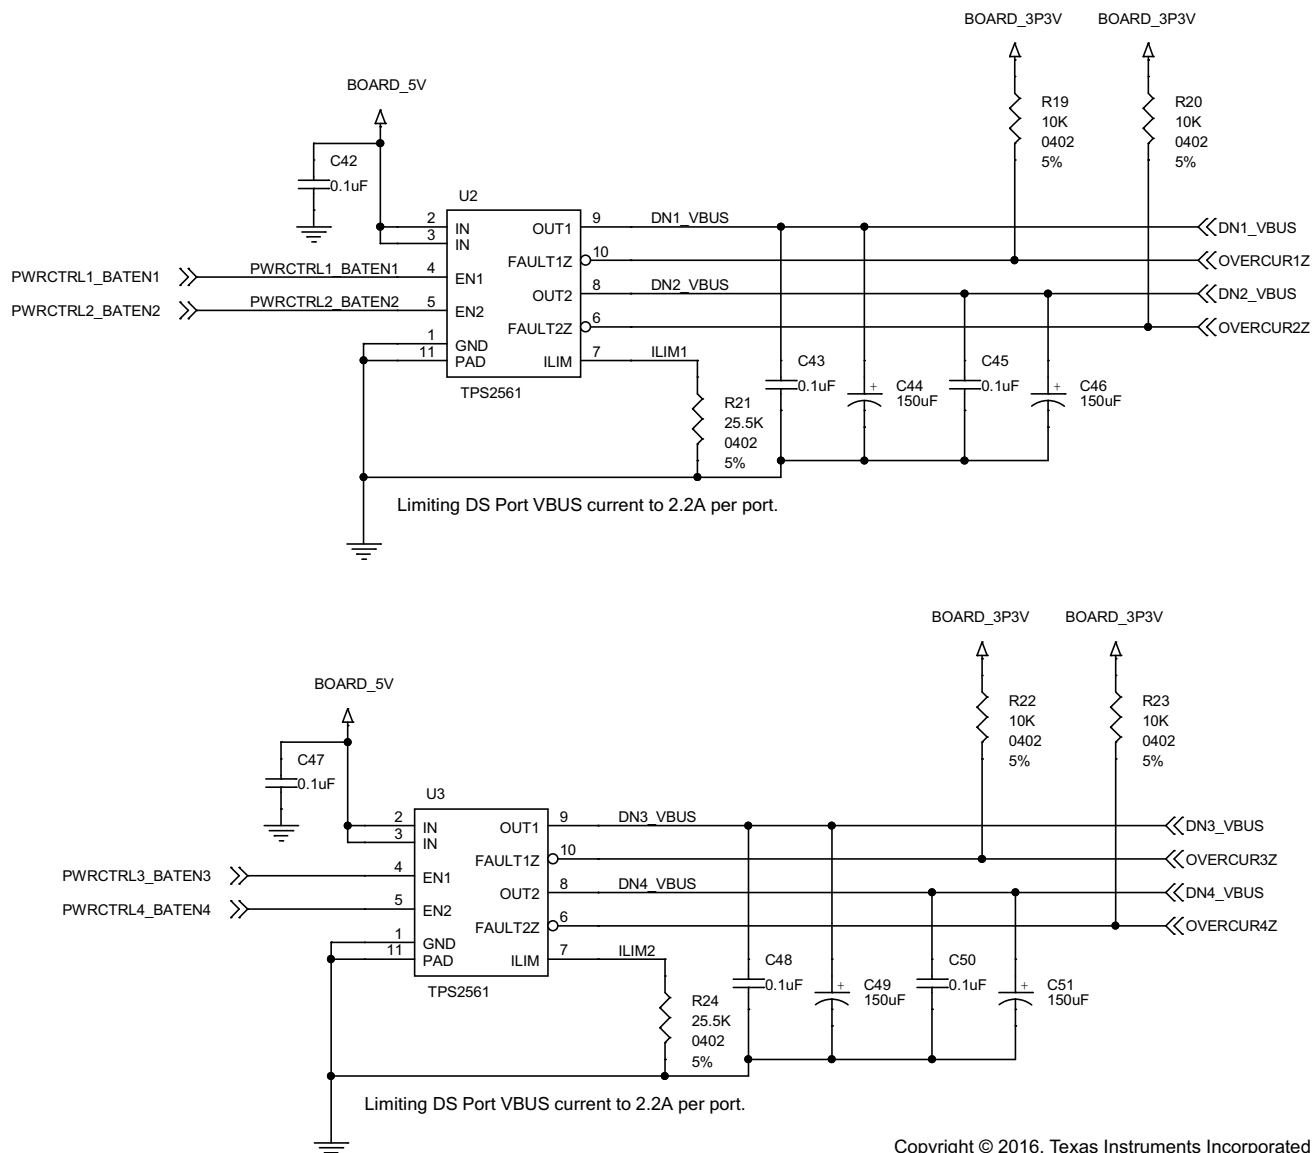 BOARD_3P3V BOARD_3P3V
BOARD_5V
R19
10K
0402
5%
R20
10K
0402
5%
C42
0.1uF
U2
2 IN
3 IN
4 EN1
5 EN2
1 GND
11 PAD
OUT1 9
FAULT1Z 10
OUT2 8
FAULT2Z 6
ILIM 7
TPS2561
PWRCTRL1_BATEN1 PWRCTRL1_BATEN1
PWRCTRL2_BATEN2 PWRCTRL2_BATEN2
DN1_VBUS DN1_VBUS
OVERCUR1Z
DN2_VBUS DN2_VBUS
OVERCUR2Z
ILIM1
R21
25.5K
0402
5%
C43
0.1uF
+
C44
150uF
C45
0.1uF
+
C46
150uF
Limiting DS Port VBUS current to 2.2A per port.
BOARD_3P3V BOARD_3P3V
BOARD_5V
R22
10K
0402
5%
R23
10K
0402
5%
C47
0.1uF
U3
2 IN
3 IN
4 EN1
5 EN2
1 GND
11 PAD
OUT1 9
FAULT1Z 10
OUT2 8
FAULT2Z 6
ILIM 7
TPS2561
PWRCTRL3_BATEN3
PWRCTRL4_BATEN4
DN3_VBUS DN3_VBUS
OVERCUR3Z
DN4_VBUS DN4_VBUS
OVERCUR4Z
ILIM2
R24
25.5K
0402
5%
C48
0.1uF
+
C49
150uF
C50
0.1uF
+
C51
150uF
Limiting DS Port VBUS current to 2.2A per port.
Copyright © 2016, Texas Instruments Incorporated